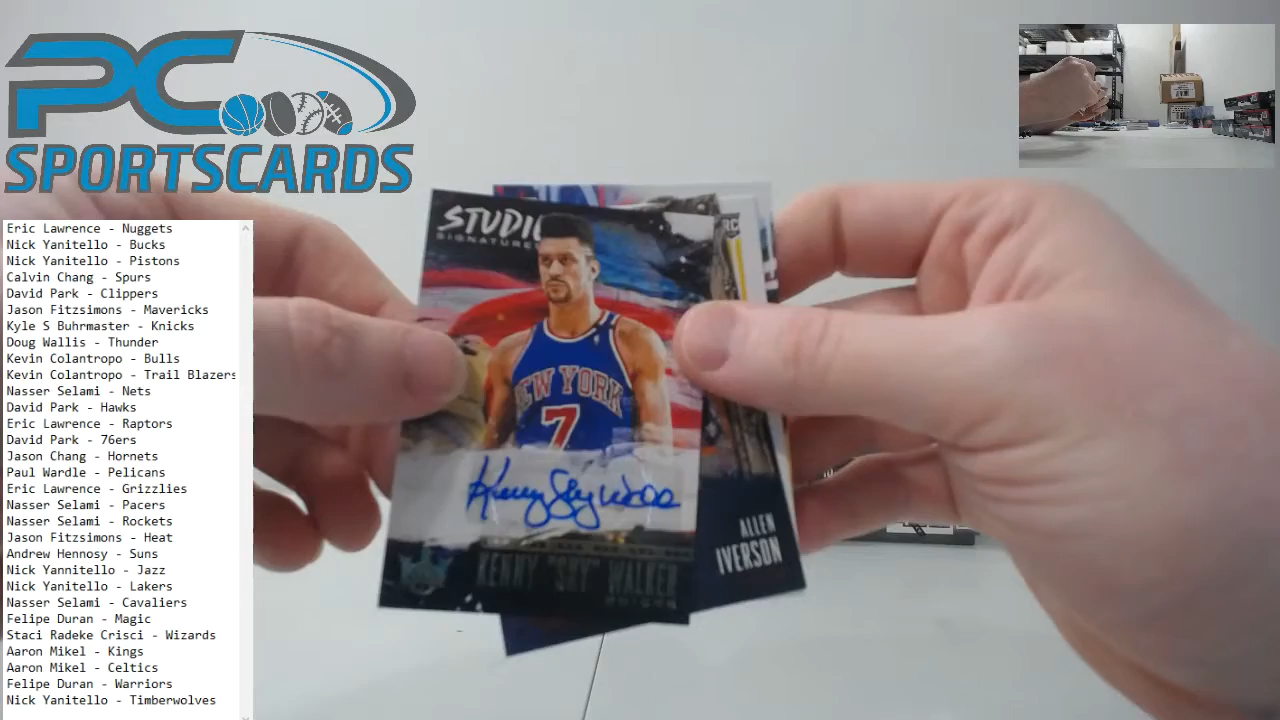 PC
SPORTSCARDS
Eric Lawrence - Nuggets
Nick Yanitello - Bucks
Nick Yanitello - Pistons
Calvin Chang - Spurs
David Park - Clippers
Jason Fitzsimons - Mavericks
Kyle S Buhrmaster - Knicks
Doug Wallis - Thunder
Kevin Colantropo - Bulls
Kevin Colantropo - Trail Blazers
Nasser Selami - Nets
David Park - Hawks
Eric Lawrence - Raptors
David Park - 76ers
Jason Chang - Hornets
Paul Wardle - Pelicans
Eric Lawrence - Grizzlies
Nasser Selami - Pacers
Nasser Selami - Rockets
Jason Fitzsimons - Heat
Andrew Hennosy - Suns
Nick Yannitello - Jazz
Nick Yanitello - Lakers
Nasser Selami - Cavaliers
Felipe Duran - Magic
Staci Radeke Crisci - Wizards
Aaron Mikel - Kings
Aaron Mikel - Celtics
Felipe Duran - Warriors
Nick Yanitello - Timberwolves
STUDIO
SIGNATURES
NEW YORK
7
Kenny Sky Walker
KENNY "SKY" WALKER
RC
ALLEN
IVERSON